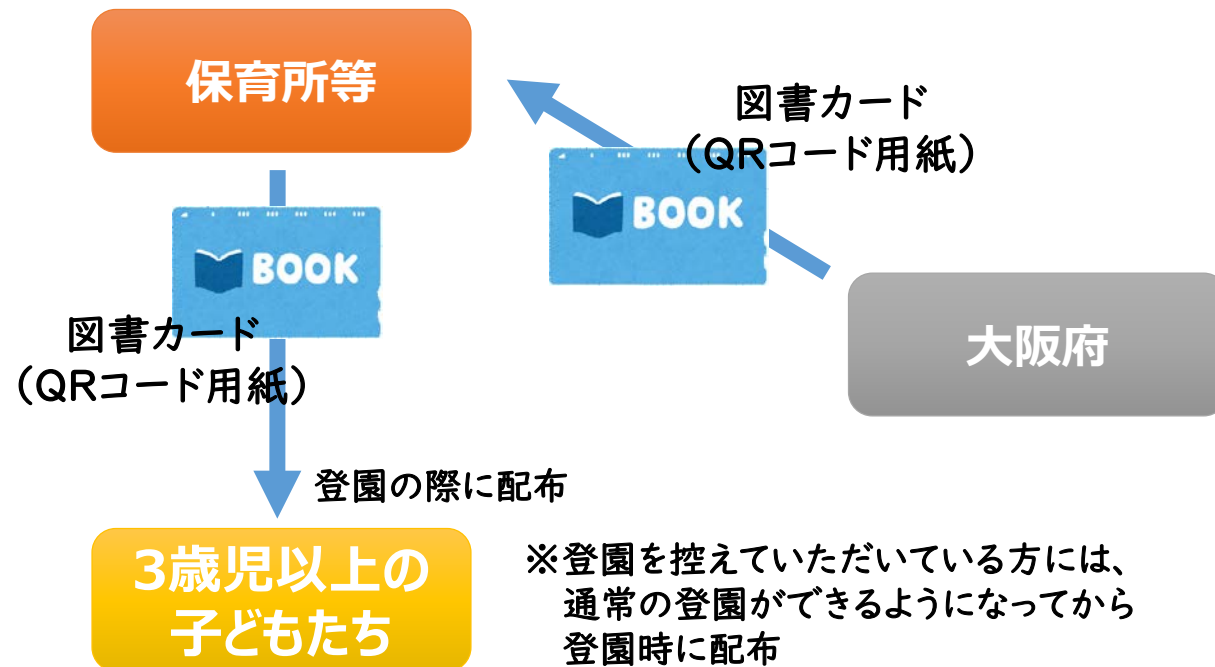 保育所等
図書カード
（QRコード用紙）
BOOK
BOOK
図書カード
（QRコード用紙）
大阪府
登園の際に配布
3歳児以上の
子どもたち
※登園を控えていただいている方には、
通常の登園ができるようになってから
登園時に配布